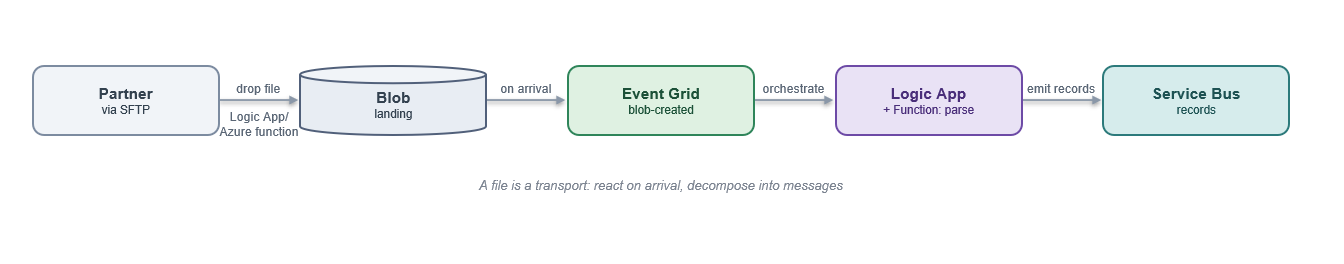 Partner
via SFTP
drop file
Logic App/
Azure function
Blob
landing
on arrival
Event Grid
blob-created
orchestrate
Logic App
+ Function: parse
emit records
Service Bus
records
A file is a transport: react on arrival, decompose into messages